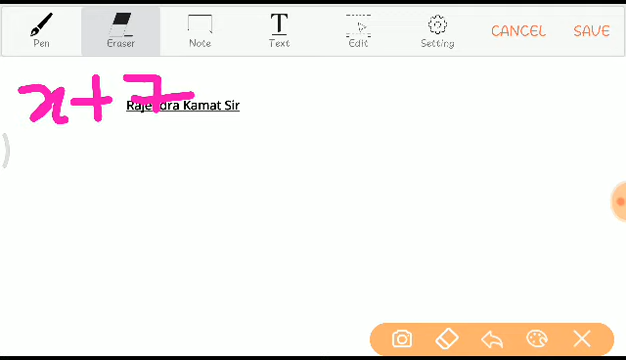 Pen Eraser Note Text Edit Setting CANCEL SAVE
x+7
Rajendra Kamat Sir